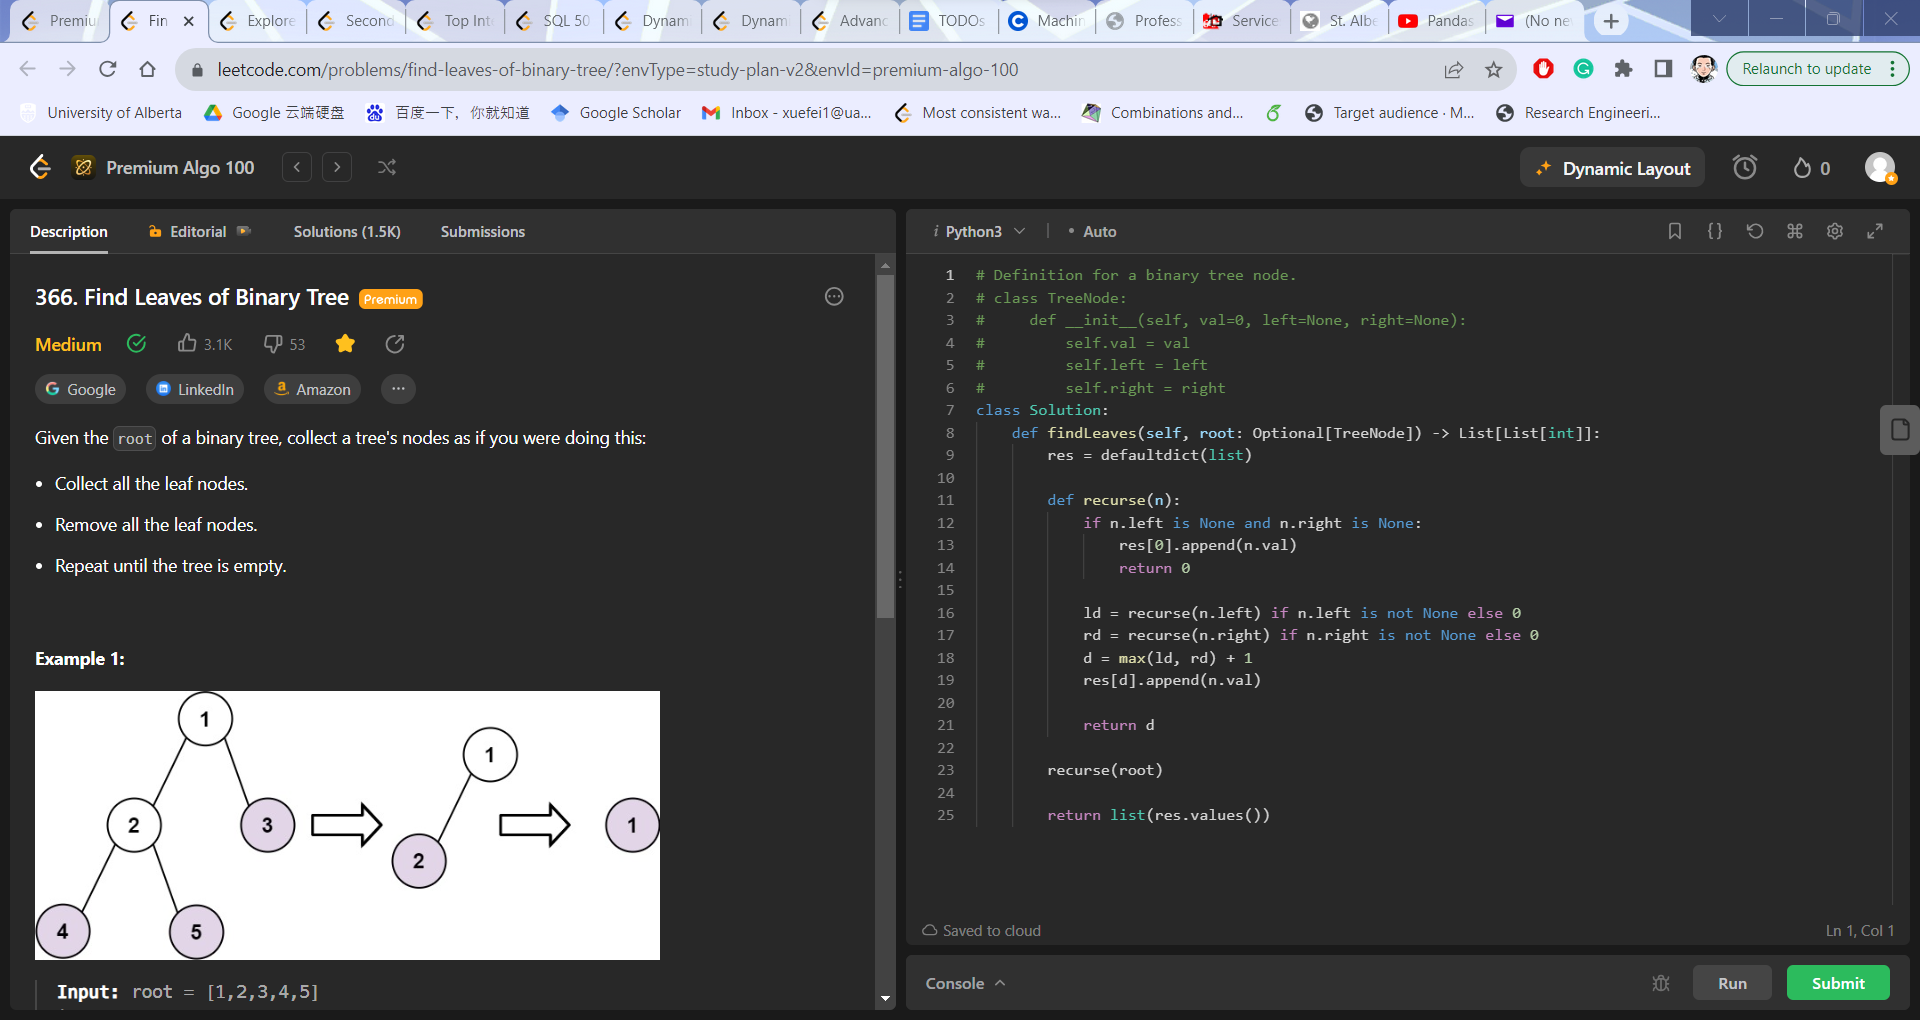 Premiu
Fin
Explore
Second
Top Int
SQL 50
Dynam
Dynam
Advanc
TODOs
Machin
Profess
Service
St. Albe
Pandas
(No ne
leetcode.com/problems/find-leaves-of-binary-tree/?envType=study-plan-v2&envId=premium-algo-100
Relaunch to update
University of Alberta
Google 云端硬盘
百度一下，你就知道
Google Scholar
Inbox - xuefei1@ua...
Most consistent wa...
Combinations and...
Target audience · M...
Research Engineeri...
Premium Algo 100
Dynamic Layout
0
Description
Editorial
Solutions (1.5K)
Submissions
366. Find Leaves of Binary Tree
Premium
Medium
3.1K
53
Google
LinkedIn
Amazon
Given the root of a binary tree, collect a tree's nodes as if you were doing this:
• Collect all the leaf nodes.
• Remove all the leaf nodes.
• Repeat until the tree is empty.
Example 1:
1
1
2
3
1
2
4
5
Input: root = [1,2,3,4,5]
i Python3
• Auto
1 # Definition for a binary tree node.
2 # class TreeNode:
3 #     def __init__(self, val=0, left=None, right=None):
4 #         self.val = val
5 #         self.left = left
6 #         self.right = right
7 class Solution:
8     def findLeaves(self, root: Optional[TreeNode]) -> List[List[int]]:
9         res = defaultdict(list)
10
11         def recurse(n):
12             if n.left is None and n.right is None:
13                 res[0].append(n.val)
14                 return 0
15
16             ld = recurse(n.left) if n.left is not None else 0
17             rd = recurse(n.right) if n.right is not None else 0
18             d = max(ld, rd) + 1
19             res[d].append(n.val)
20
21             return d
22
23         recurse(root)
24
25         return list(res.values())
Saved to cloud
Ln 1, Col 1
Console
Run
Submit